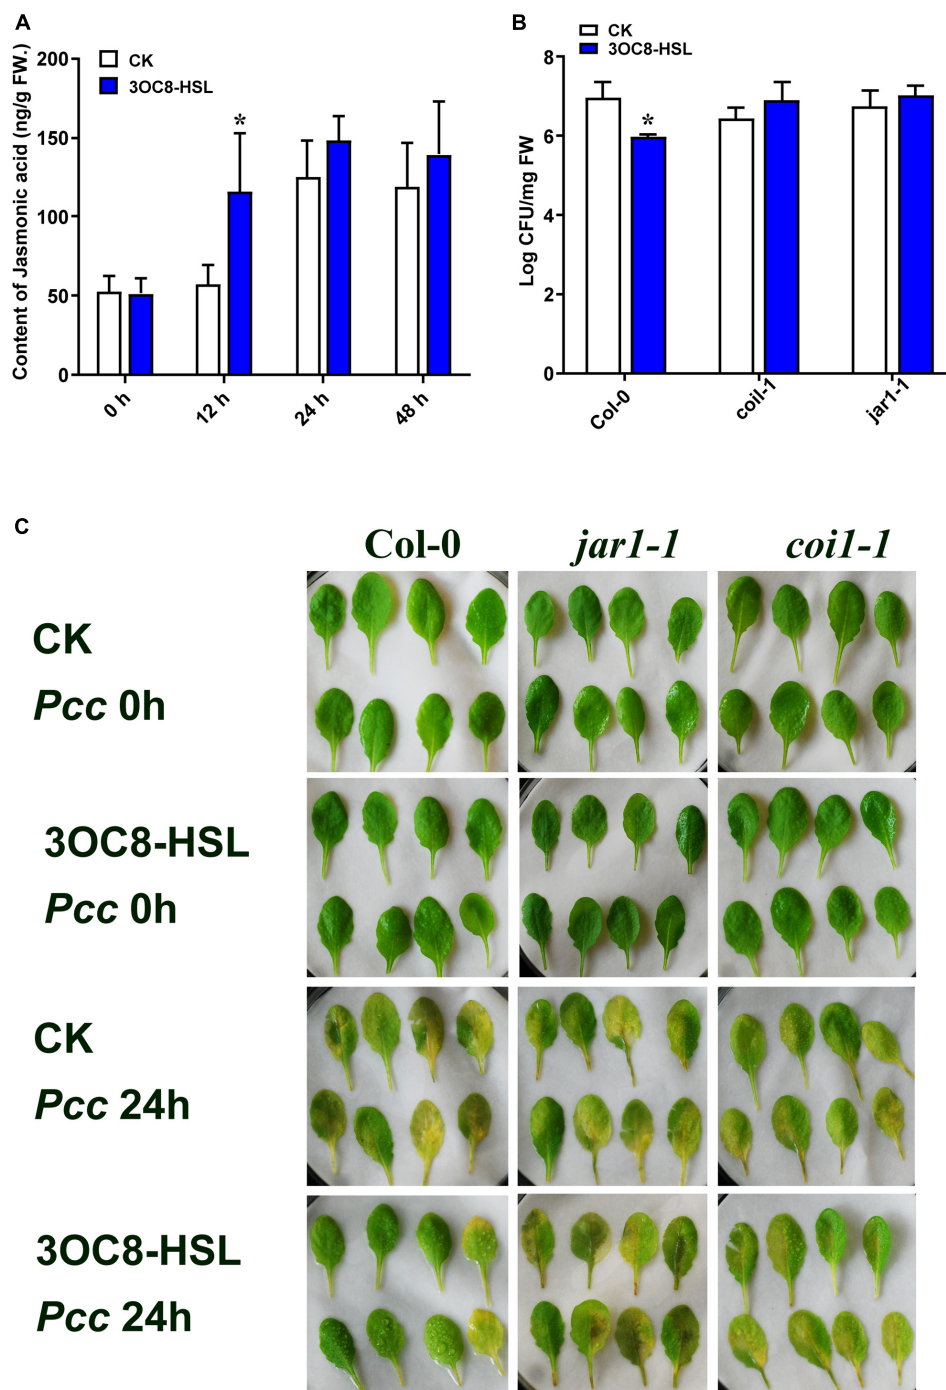 A
CK
3OC8-HSL
Content of Jasmonic acid (ng/g FW.)
200
150
100
50
0
*
0 h
12 h
24 h
48 h
B
CK
3OC8-HSL
Log CFU/mg FW
8
6
4
2
0
*
Col-0
coil-1
jar1-1
C
Col-0 jar1-1 coi1-1
CK
Pcc 0h
3OC8-HSL
Pcc 0h
CK
Pcc 24h
3OC8-HSL
Pcc 24h